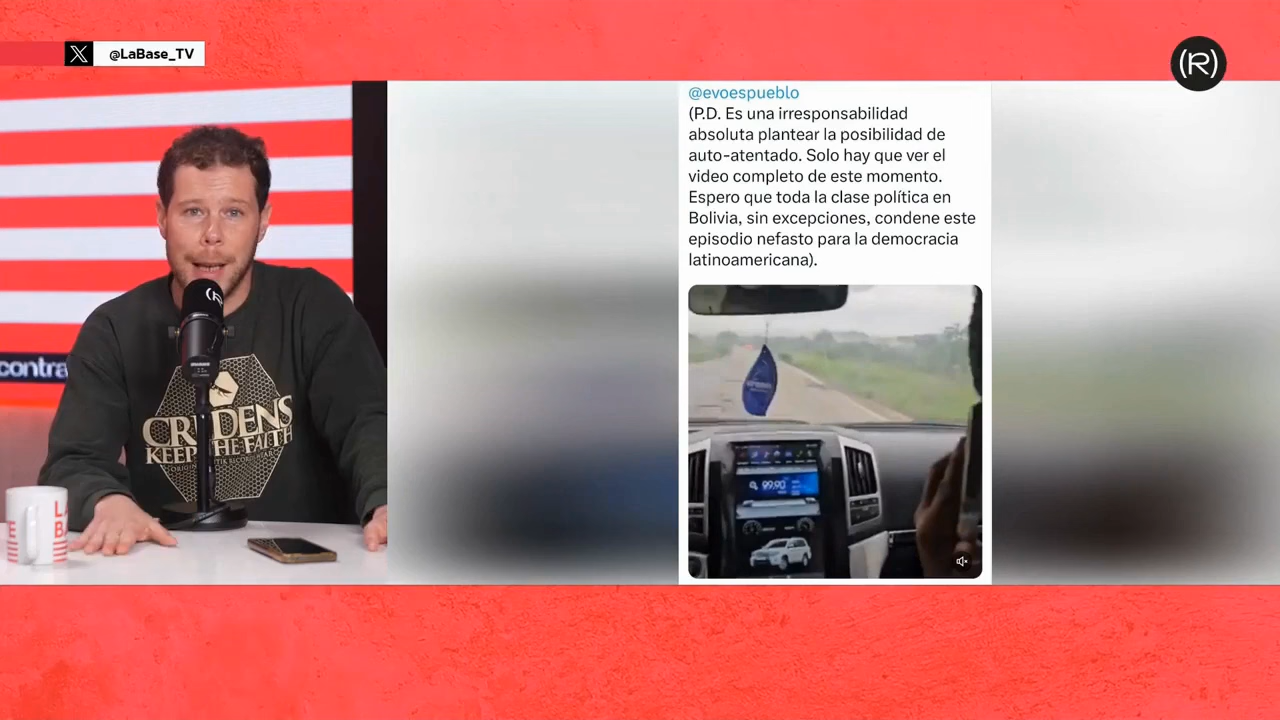 @LaBase_TV
(R)
@evoespueblo
(P.D. Es una irresponsabilidad
absoluta plantear la posibilidad de
auto-atentado. Solo hay que ver el
video completo de este momento.
Espero que toda la clase política en
Bolivia, sin excepciones, condene este
episodio nefasto para la democracia
latinoamericana).
contra
(R)
CREDENS
KEEP THE FAITH
LA
B
E
99.90